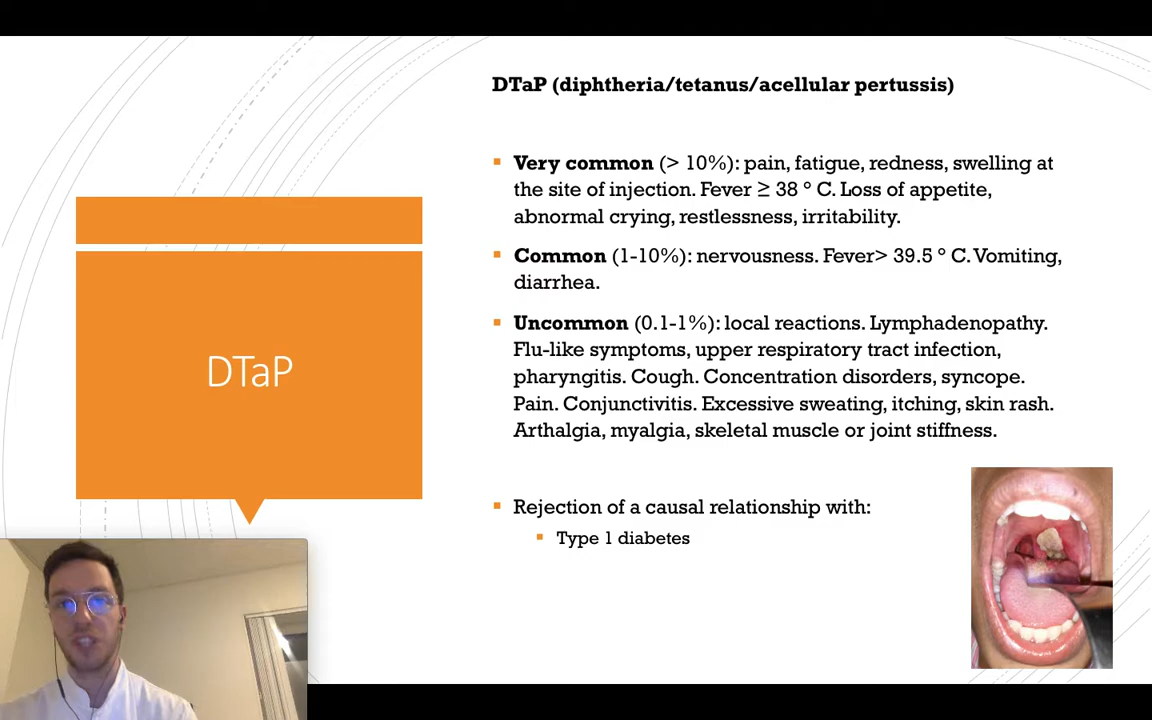 DTaP (diphtheria/tetanus/acellular pertussis)
Very common (> 10%): pain, fatigue, redness, swelling at
the site of injection. Fever ≥ 38 ° C. Loss of appetite,
abnormal crying, restlessness, irritability.
Common (1-10%): nervousness. Fever> 39.5 ° C. Vomiting,
diarrhea.
Uncommon (0.1-1%): local reactions. Lymphadenopathy.
Flu-like symptoms, upper respiratory tract infection,
pharyngitis. Cough. Concentration disorders, syncope.
Pain. Conjunctivitis. Excessive sweating, itching, skin rash.
Arthalgia, myalgia, skeletal muscle or joint stiffness.
Rejection of a causal relationship with:
Type 1 diabetes
DTaP